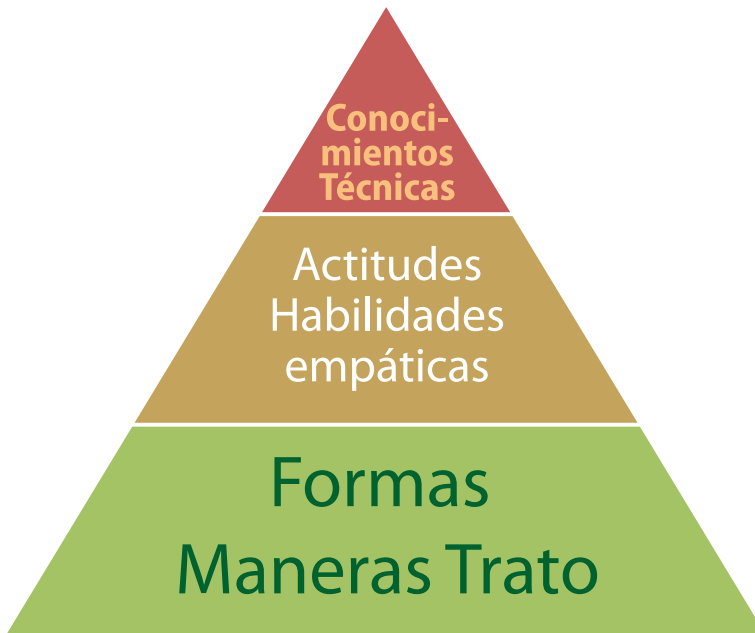 Conoci-
mientos
Técnicas
Actitudes
Habilidades
empáticas
Formas
Maneras Trato